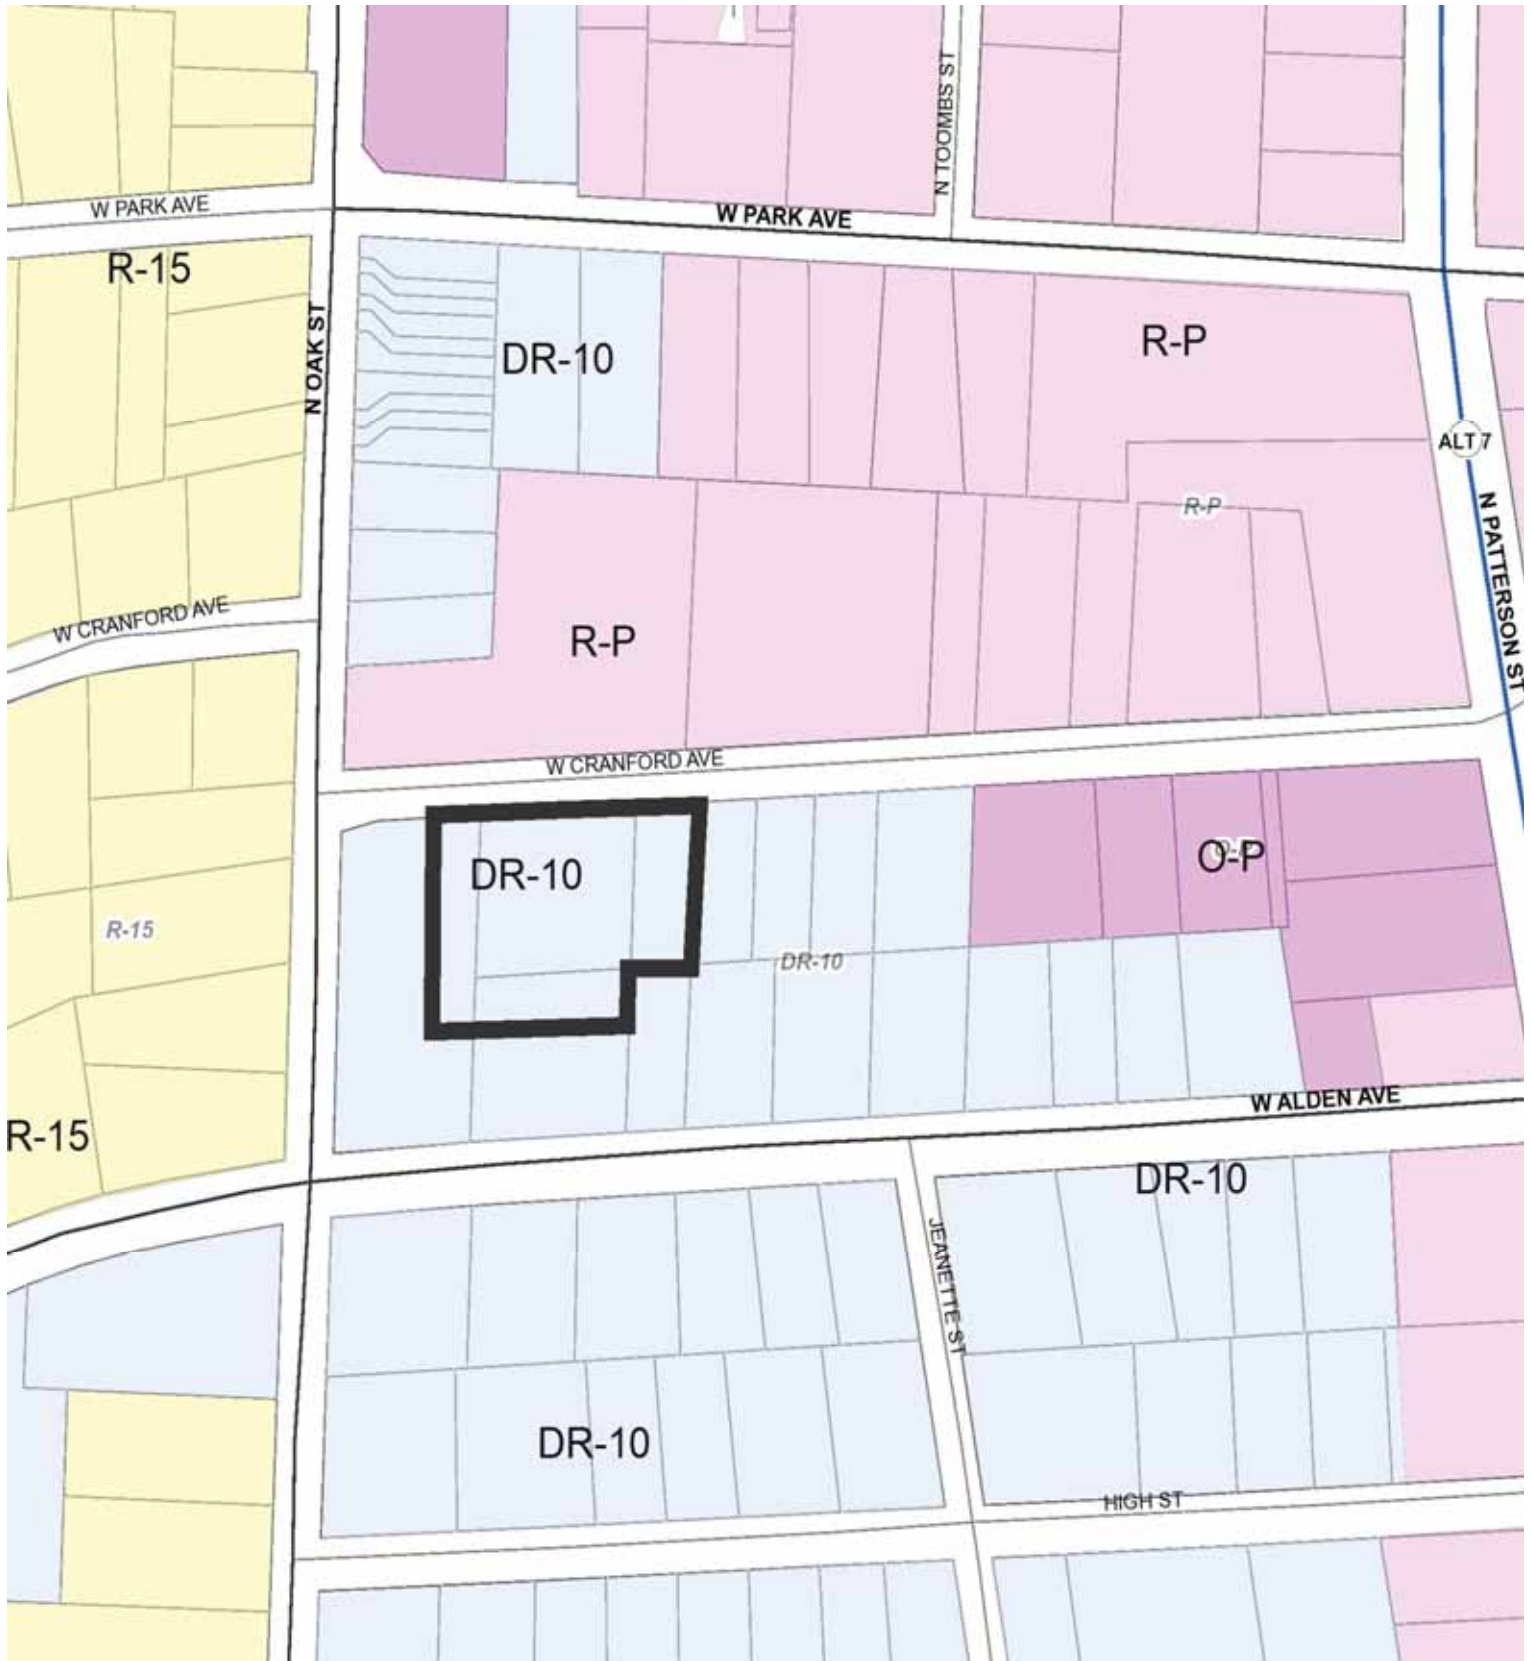 N TOOMBS ST
W PARK AVE
W PARK AVE
R-15
N OAK ST
DR-10
R-P
ALT 7
R-P
N PATTERSON ST
W CRANFORD AVE
R-P
W CRANFORD AVE
DR-10
O-P
R-15
DR-10
W ALDEN AVE
R-15
DR-10
JEANETTE ST
DR-10
HIGH ST